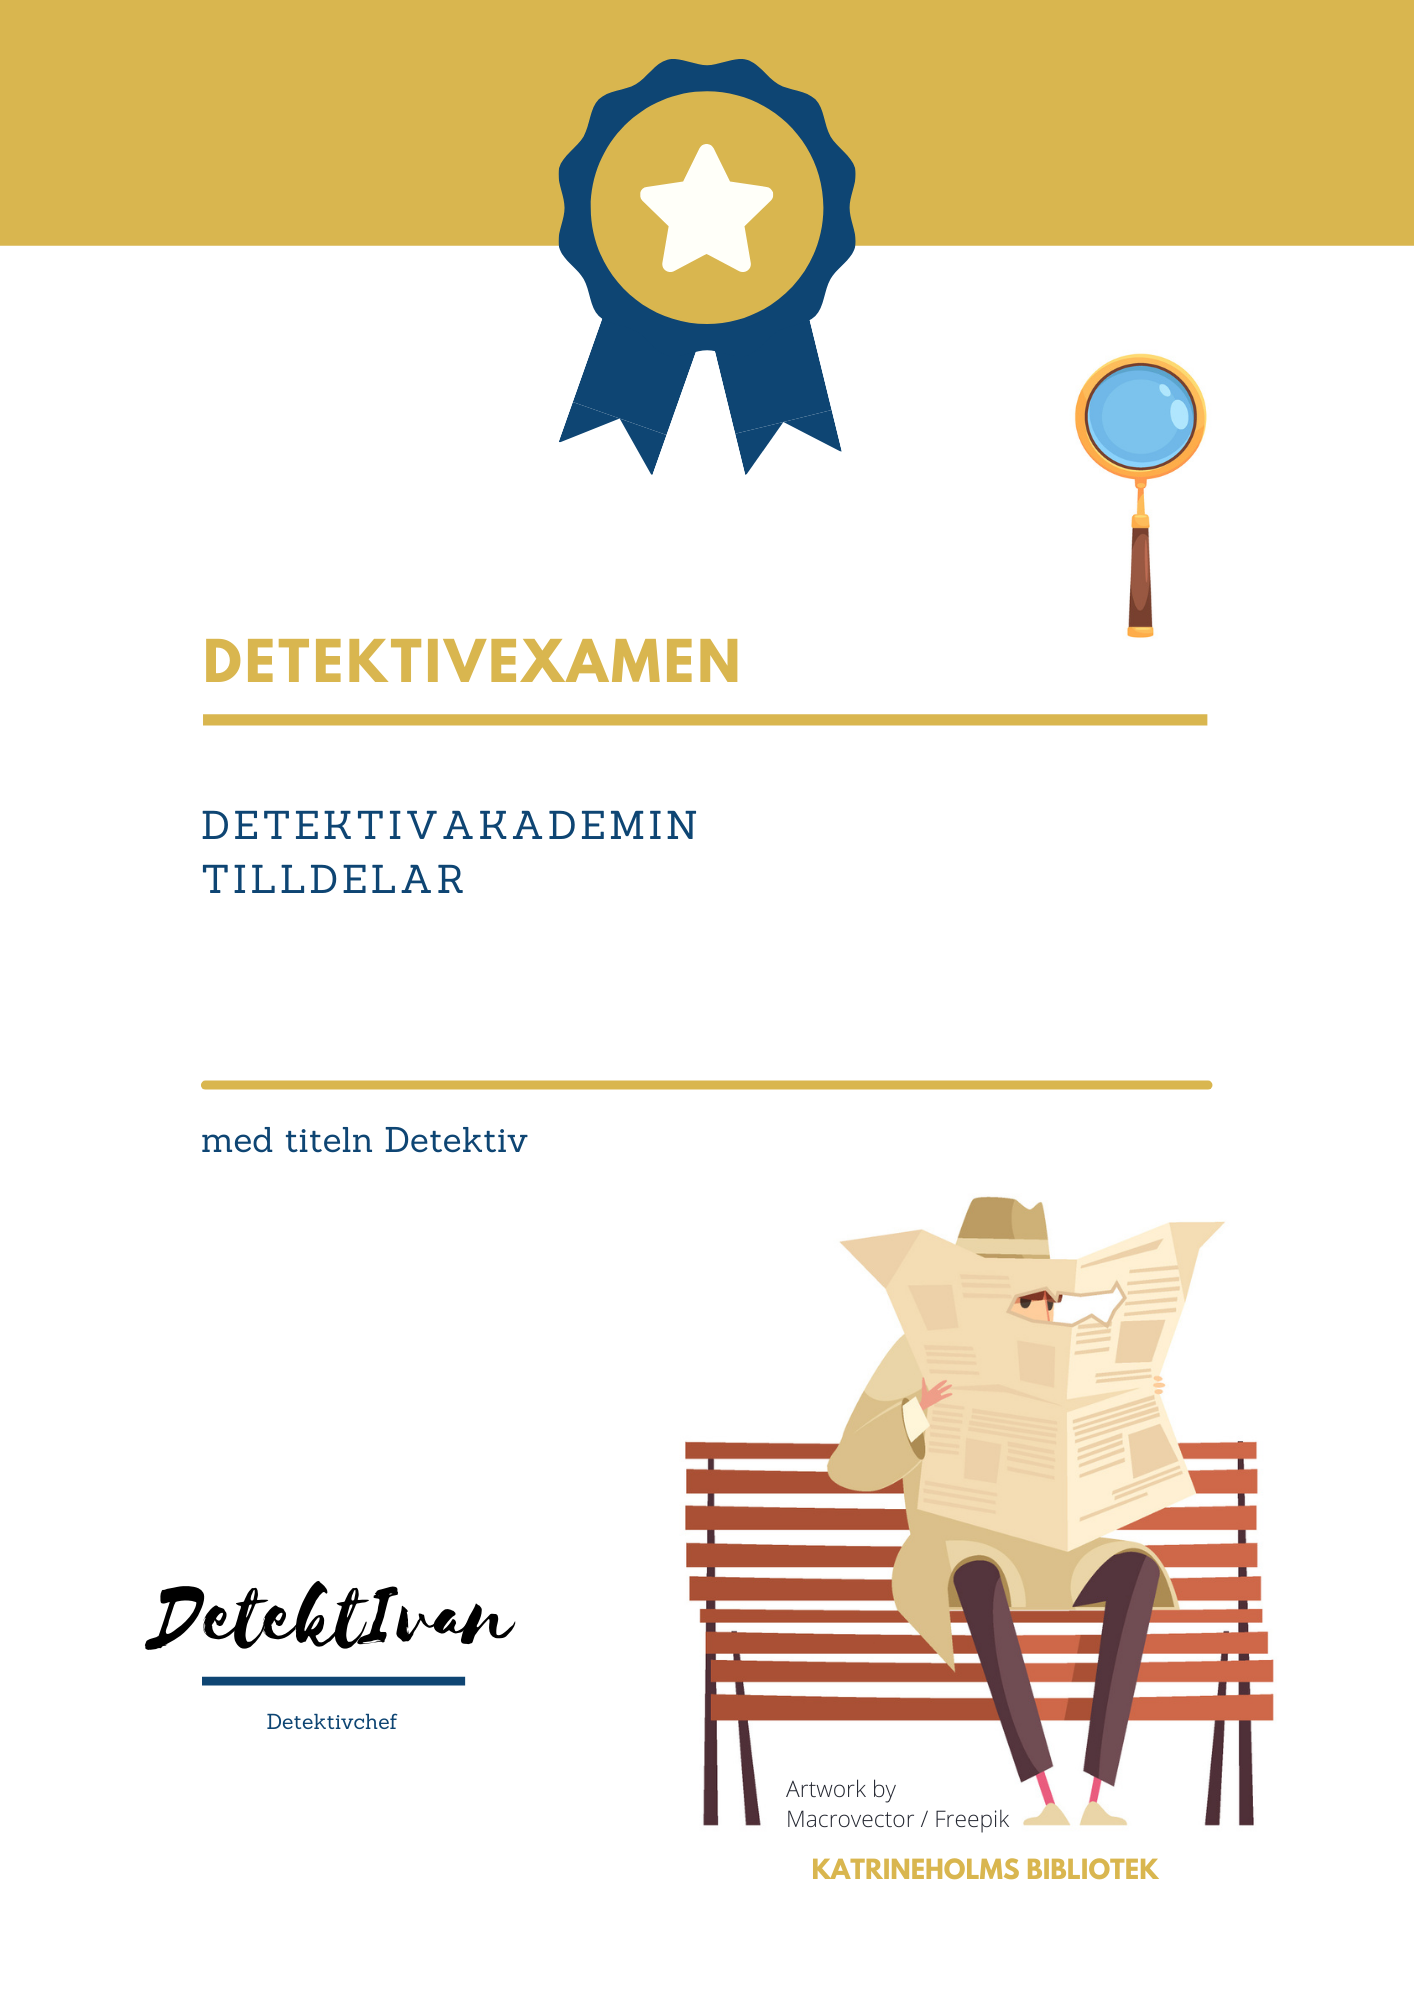 DETEKTIVEXAMEN
DETEKTIVAKADEMIN
TILLDELAR
med titeln Detektiv
DetektIvan
Detektivchef
Artwork by
Macrovector / Freepik
KATRINEHOLMS BIBLIOTEK